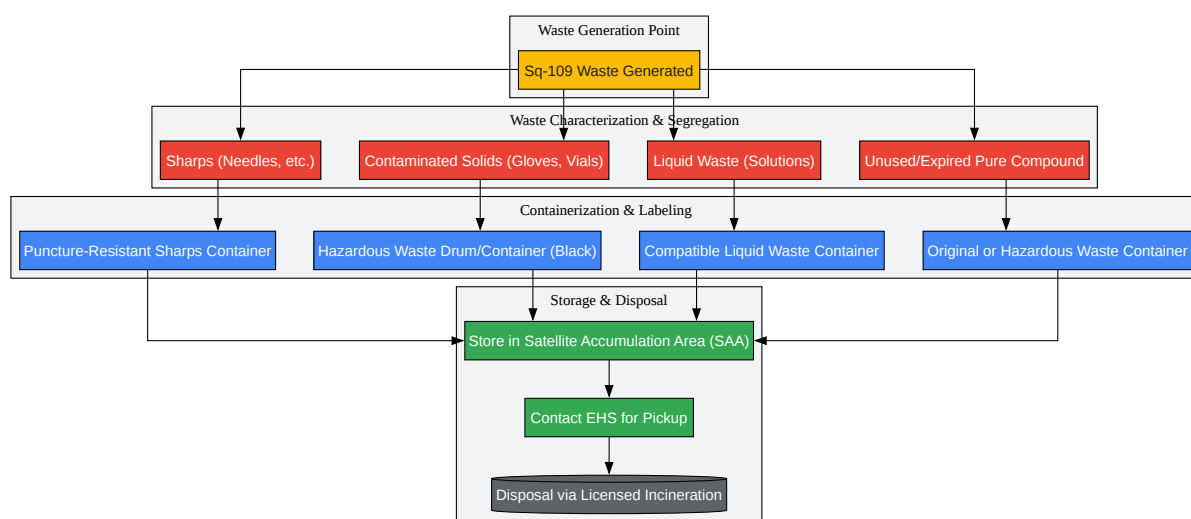 Waste Generation Point
Sq-109 Waste Generated
Waste Characterization & Segregation
Sharps (Needles, etc.)
Contaminated Solids (Gloves, Vials)
Liquid Waste (Solutions)
Unused/Expired Pure Compound
Containerization & Labeling
Puncture-Resistant Sharps Container
Hazardous Waste Drum/Container (Black)
Compatible Liquid Waste Container
Original or Hazardous Waste Container
Storage & Disposal
Store in Satellite Accumulation Area (SAA)
Contact EHS for Pickup
Disposal via Licensed Incineration